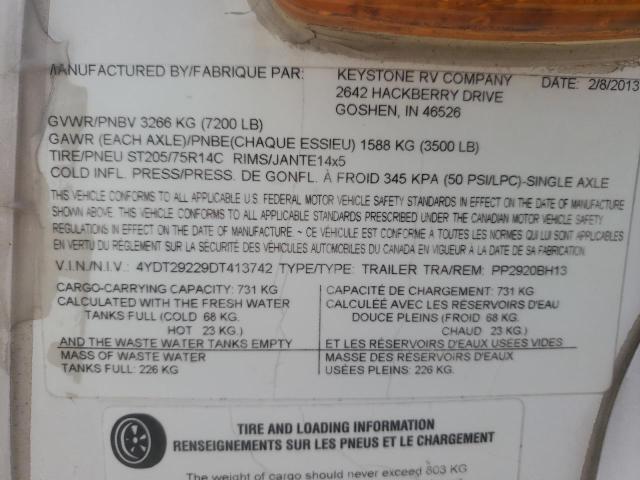 MANUFACTURED BY/FABRIQUE PAR: KEYSTONE RV COMPANY DATE: 2/8/2013
2642 HACKBERRY DRIVE
GOSHEN, IN 46526
GVWR/PNBV 3266 KG (7200 LB)
GAWR (EACH AXLE)/PNBE(CHAQUE ESSIEU) 1588 KG (3500 LB)
TIRE/PNEU ST205/75R14C RIMS/JANTE14x5
COLD INFL. PRESS/PRESS. DE GONFL. À FROID 345 KPA (50 PSI/LPC)-SINGLE AXLE
THIS VEHICLE CONFORMS TO ALL APPLICABLE U.S. FEDERAL MOTOR VEHICLE SAFETY STANDARDS IN EFFECT ON THE DATE OF MANUFACTURE
SHOWN ABOVE. THIS VEHICLE CONFORMS TO ALL APPLICABLE STANDARDS PRESCRIBED UNDER THE CANADIAN MOTOR VEHICLE SAFETY
REGULATIONS IN EFFECT ON THE DATE OF MANUFACTURE ~ CE VÉHICULE EST CONFORME À TOUTES LES NORMES QUI LUI SONT APPLICABLES
EN VERTU DU RÉGLEMENT SUR LA SÉCURITÉ DES VÉHICULES AUTOMOBILES DU CANADA EN VIGUEUR À LA DATE DE SA FABRICATION.
V.I.N./N.I.V.: 4YDT29229DT413742 TYPE/TYPE: TRAILER TRA/REM: PP2920BH13
CARGO-CARRYING CAPACITY: 731 KG
CALCULATED WITH THE FRESH WATER
TANKS FULL (COLD 68 KG.
HOT 23 KG.)
AND THE WASTE WATER TANKS EMPTY
MASS OF WASTE WATER
TANKS FULL: 226 KG
CAPACITÉ DE CHARGEMENT: 731 KG
CALCULÉE AVEC LES RÉSERVOIRS D'EAU
DOUCE PLEINS (FROID 68 KG.
CHAUD 23 KG.)
ET LES RÉSERVOIRS D'EAUX USÉES VIDES
MASSE DES RÉSERVOIRS D'EAUX
USÉES PLEINS: 226 KG
TIRE AND LOADING INFORMATION
RENSEIGNEMENTS SUR LES PNEUS ET LE CHARGEMENT
The weight of cargo should never exceed 803 KG